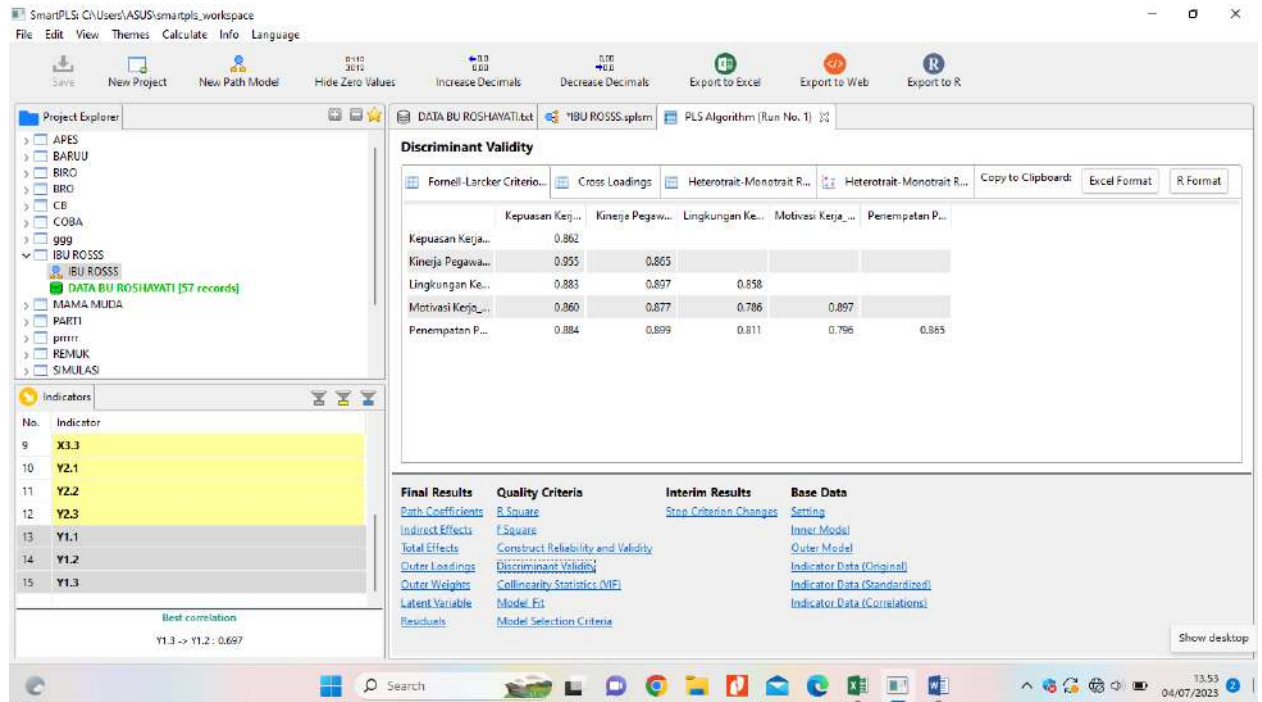 SmartPLS: C:\Users\ASUS\smartpls_workspace
File Edit View Themes Calculate Info Language
Save New Project New Path Model Hide Zero Values Increase Decimals Decrease Decimals Export to Excel Export to Web Export to R
Project Explorer
APES
BARUU
BIRO
BRO
CB
COBA
ggg
IBU ROSSS
IBU ROSSS
DATA BU ROSHAYATI [57 records]
MAMA MUDA
PARTI
prrrrr
REMUK
SIMULASI
Indicators
No. Indicator
9 X3.3
10 Y2.1
11 Y2.2
12 Y2.3
13 Y1.1
14 Y1.2
15 Y1.3
Best correlation
Y1.3 -> Y1.2 : 0.697
DATA BU ROSHAYATI.txt *IBU ROSSS.splsm PLS Algorithm (Run No. 1)
Discriminant Validity
Fornell-Larcker Criterio... Cross Loadings Heterotrait-Monotrait R... Heterotrait-Monotrait R... Copy to Clipboard: Excel Format R Format
Kepuasan Kerj... Kinerja Pegaw... Lingkungan Ke... Motivasi Kerja_... Penempatan P...
Kepuasan Kerja... 0.862
Kinerja Pegawa... 0.955 0.865
Lingkungan Ke... 0.883 0.897 0.858
Motivasi Kerja_... 0.860 0.877 0.786 0.897
Penempatan P... 0.884 0.899 0.811 0.796 0.865
Final Results Quality Criteria Interim Results Base Data
Path Coefficients R Square Stop Criterion Changes Setting
Indirect Effects f Square Inner Model
Total Effects Construct Reliability and Validity Outer Model
Outer Loadings Discriminant Validity Indicator Data (Original)
Outer Weights Collinearity Statistics (VIF) Indicator Data (Standardized)
Latent Variable Model Fit Indicator Data (Correlations)
Residuals Model Selection Criteria
Show desktop
Search
13.53
04/07/2023
2